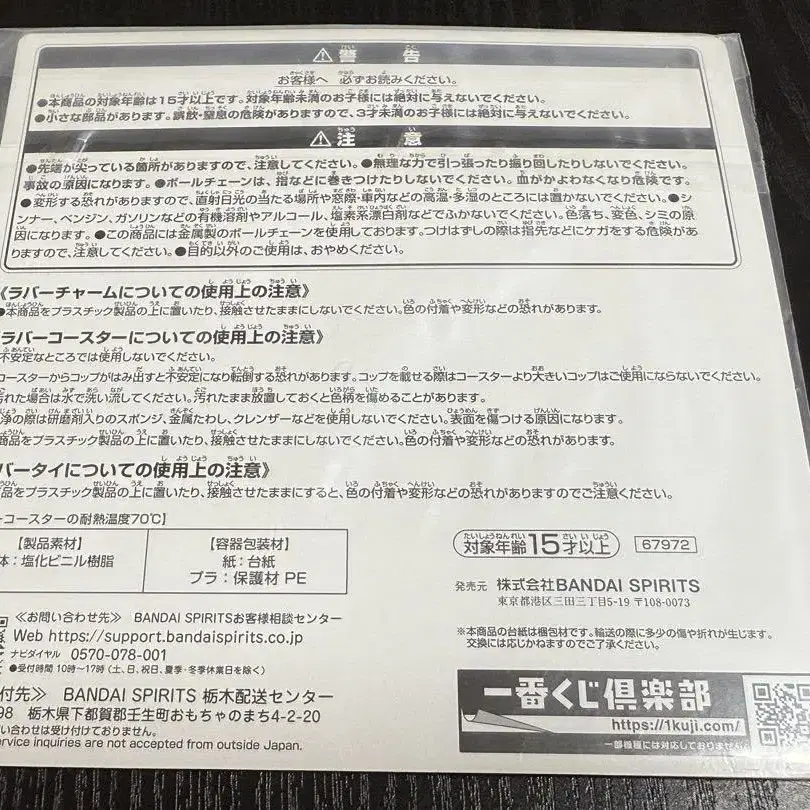 ⚠警告
お客様へ 必ずお読みください。
●本商品の対象年齢は15才以上です。対象年齢未満のお子様には絶対に与えないでください。
●小さな部品があります。誤飲・窒息の危険がありますので、3才未満のお子様には絶対に与えないでください。
⚠注意
●先端が尖っている箇所がありますので、注意してください。●無理な力で引っ張ったり振り回したりしないでください。
事故の原因になります。●ボールチェーンは、指などに巻きつけたりしないでください。血がかよわなくなり危険です。
●変形する恐れがありますので、直射日光の当たる場所や窓際・車内などの高温・多湿のところには置かないでください。●シ
ンナー、ベンジン、ガソリンなどの有機溶剤やアルコール、塩素系漂白剤などでふかないでください。色落ち、変色、シミの原
因になります。●この商品には金属製のボールチェーンを使用しております。つけはずしの際は指先などにケガをする危険があ
りますので、注意してください。●目的以外のご使用は、おやめください。
《ラバーチャームについての使用上の注意》
●本商品をプラスチック製品の上に置いたり、接触させたままにしないでください。色の付着や変形などの恐れがあります。
ラバーコースターについての使用上の注意》
不安定なところでは使用しないでください。
コースターからコップがはみ出すと不安定になり転倒する恐れがあります。コップを載せる際はコースターより大きいコップはご使用にならないでください。
汚れた場合は水で洗い流してください。汚れたまま放置しておくと色柄を傷めることがあります。
浄の際は研磨剤入りのスポンジ、金属たわし、クレンザーなどを使用しないでください。表面を傷つける原因になります。
商品をプラスチック製品の上に置いたり、接触させたままにしないでください。色の付着や変形などの恐れがあります。
バータイについての使用上の注意》
品をプラスチック製品の上に置いたり、接触させたままにすると、色の付着や変形などの恐れがありますのでご注意ください。
ーコースターの耐熱温度70℃】
【製品素材】
体：塩化ビニル樹脂
【容器包装材】
紙：台紙
プラ：保護材 PE
対象年齢15才以上
67972
発売元 株式会社BANDAI SPIRITS
東京都港区三田三丁目5-19 〒108-0073
≪お問い合わせ先≫ BANDAI SPIRITSお客様相談センター
Web https://support.bandaispirits.co.jp
ナビダイヤル 0570-078-001
●受付時間 10時〜17時（土、日、祝日、夏季・冬季休業日を除く）
付先≫ BANDAI SPIRITS 栃木配送センター
98 栃木県下都賀郡壬生町おもちゃのまち4-2-20
い合わせは受け付けておりません。
ervice inquiries are not accepted from outside Japan.
※本商品の台紙は梱包材です。輸送の際に多少の傷や折れが生じます。
交換には応じかねますのでご了承ください。
一番くじ倶楽部
https://1kuji.com/
一部機種には対応しておりません